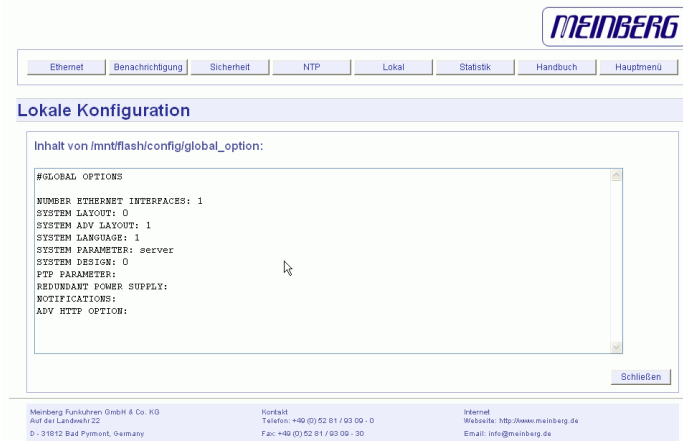 MEINBERG
Ethernet
Benachrichtigung
Sicherheit
NTP
Lokal
Statistik
Handbuch
Hauptmenü
Lokale Konfiguration
Inhalt von /mnt/flash/config/global_option:
#GLOBAL OPTIONS
NUMBER ETHERNET INTERFACES: 1
SYSTEM LAYOUT: 0
SYSTEM ADV LAYOUT: 1
SYSTEM LANGUAGE: 1
SYSTEM PARAMETER: server
SYSTEM DESIGN: 0
PTP PARAMETER:
REDUNDANT POWER SUPPLY:
NOTIFICATIONS:
ADV HTTP OPTION:
Schließen
Meinberg Funkuhren GmbH & Co. KG
Auf der Landwehr 22
D - 31812 Bad Pyrmont, Germany
Kontakt
Telefon: +49 (0) 52 81 / 93 09 - 0
Fax: +49 (0) 52 81 / 93 09 - 30
Internet
Webseite: http://www.meinberg.de
Email: info@meinberg.de